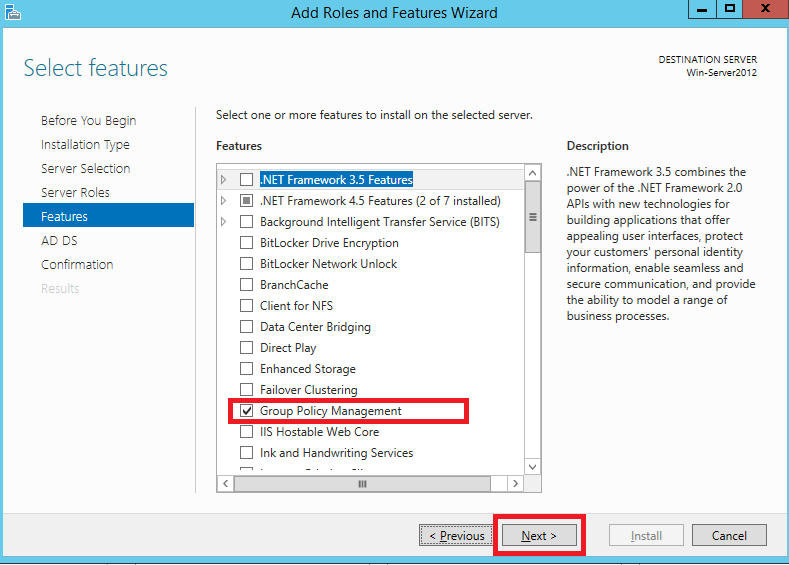 Add Roles and Features Wizard
Select features
DESTINATION SERVER
Win-Server2012
Before You Begin
Installation Type
Server Selection
Server Roles
Features
AD DS
Confirmation
Results
Select one or more features to install on the selected server.
Features
.NET Framework 3.5 Features
.NET Framework 4.5 Features (2 of 7 installed)
Background Intelligent Transfer Service (BITS)
BitLocker Drive Encryption
BitLocker Network Unlock
BranchCache
Client for NFS
Data Center Bridging
Direct Play
Enhanced Storage
Failover Clustering
Group Policy Management
IIS Hostable Web Core
Ink and Handwriting Services
Description
.NET Framework 3.5 combines the
power of the .NET Framework 2.0
APIs with new technologies for
building applications that offer
appealing user interfaces, protect
your customers' personal identity
information, enable seamless and
secure communication, and provide
the ability to model a range of
business processes.
< Previous
Next >
Install
Cancel